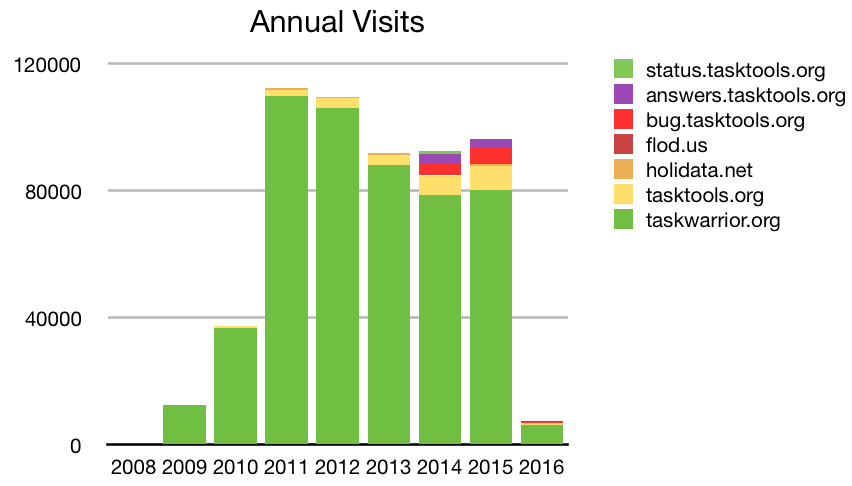 Annual Visits
120000
80000
40000
0
2008 2009 2010 2011 2012 2013 2014 2015 2016
status.tasktools.org
answers.tasktools.org
bug.tasktools.org
flod.us
holidata.net
tasktools.org
taskwarrior.org